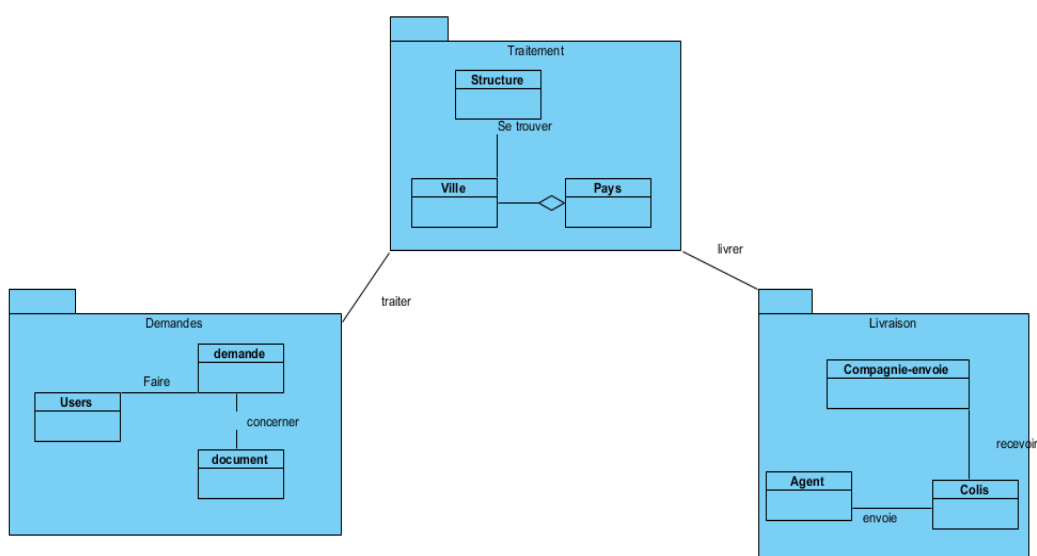 Traitement
Structure
Se trouver
Ville
Pays
livrer
traiter
Demandes
demande
Faire
Users
concerner
document
Livraison
Compagnie-envoie
recevoir
Agent
Colis
envoie